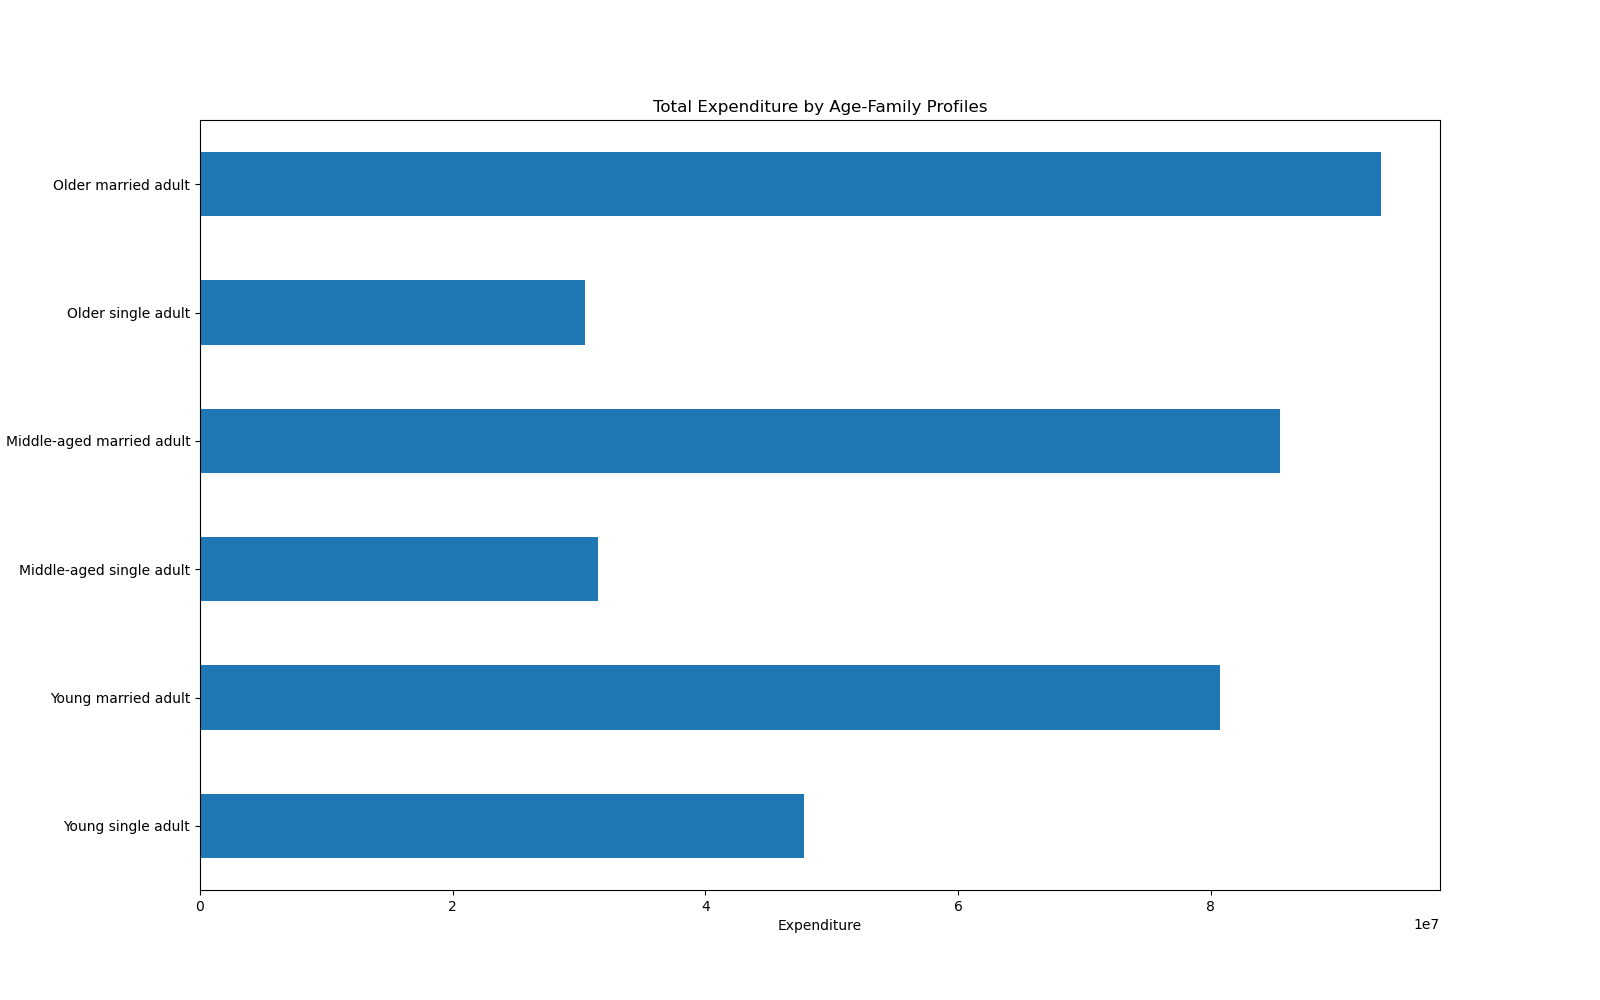 Total Expenditure by Age-Family Profiles
Older married adult
Older single adult
Middle-aged married adult
Middle-aged single adult
Young married adult
Young single adult
0 2 4 6 8
Expenditure
1e7